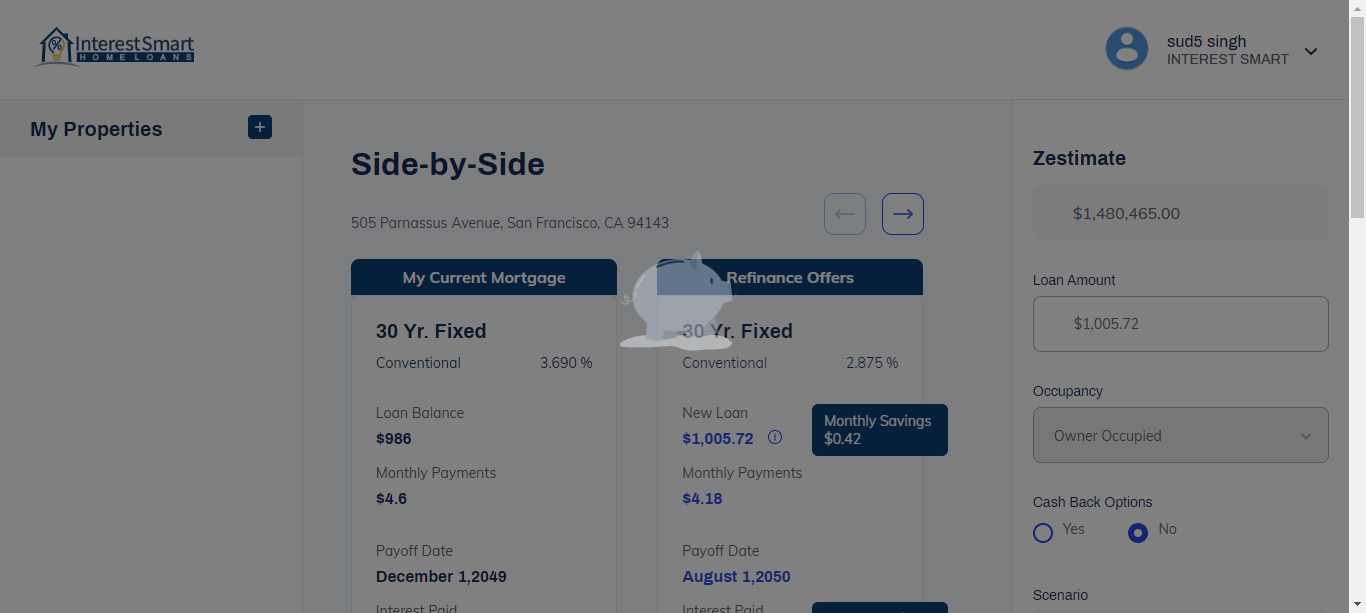 InterestSmart
HOME LOANS
sud5 singh
INTEREST SMART
My Properties
+
Side-by-Side
505 Parnassus Avenue, San Francisco, CA 94143
My Current Mortgage
30 Yr. Fixed
Conventional 3.690 %
Loan Balance
$986
Monthly Payments
$4.6
Payoff Date
December 1,2049
Interest Paid
Refinance Offers
30 Yr. Fixed
Conventional 2.875 %
New Loan
$1,005.72
Monthly Savings
$0.42
Monthly Payments
$4.18
Payoff Date
August 1,2050
Interest Paid
Zestimate
$1,480,465.00
Loan Amount
$1,005.72
Occupancy
Owner Occupied
Cash Back Options
Yes No
Scenario